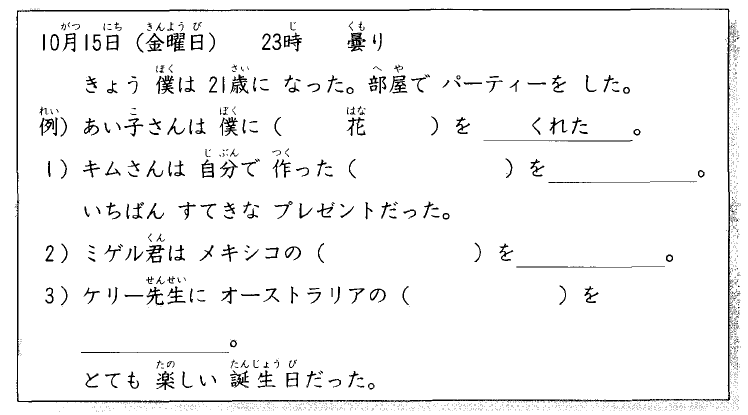 10月15日（金曜日） 23時 曇り
きょう 僕は 21歳に なった。部屋で パーティーを した。
例）あい子さんは 僕に（ 花 ）を くれた。
1）キムさんは 自分で 作った（ ）を＿＿＿＿＿＿。
いちばん すてきな プレゼントだった。
2）ミゲル君は メキシコの（ ）を＿＿＿＿＿＿。
3）ケリー先生に オーストラリアの（ ）を
＿＿＿＿＿＿。
とても 楽しい 誕生日だった。